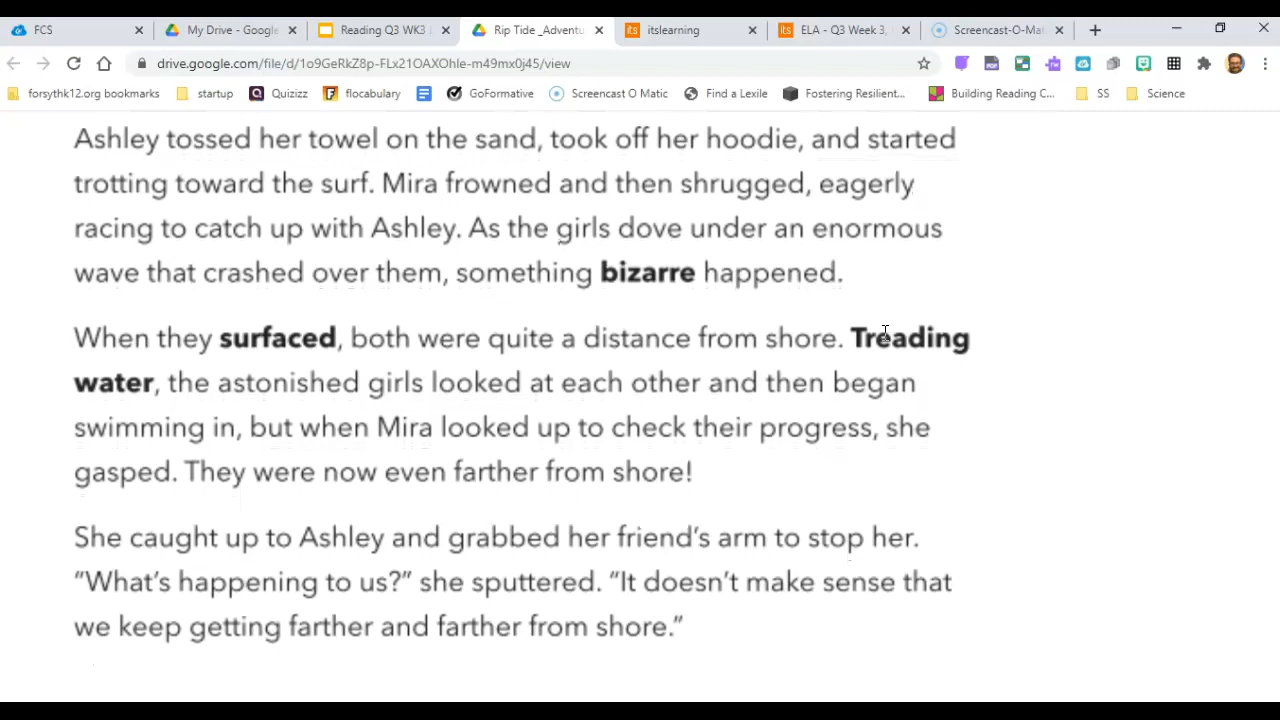 FCS
My Drive - Google
Reading Q3 WK3
Rip Tide _Adventu
itslearning
ELA - Q3 Week 3,
Screencast-O-Mat
drive.google.com/file/d/1o9GeRkZ8p-FLx21OAXOhle-m49mx0j45/view
forsythk12.org bookmarks
startup
Quizizz
flocabulary
GoFormative
Screencast O Matic
Find a Lexile
Fostering Resilient...
Building Reading C...
SS
Science
Ashley tossed her towel on the sand, took off her hoodie, and started
trotting toward the surf. Mira frowned and then shrugged, eagerly
racing to catch up with Ashley. As the girls dove under an enormous
wave that crashed over them, something bizarre happened.
When they surfaced, both were quite a distance from shore. Treading
water, the astonished girls looked at each other and then began
swimming in, but when Mira looked up to check their progress, she
gasped. They were now even farther from shore!
She caught up to Ashley and grabbed her friend’s arm to stop her.
“What’s happening to us?” she sputtered. “It doesn’t make sense that
we keep getting farther and farther from shore.”